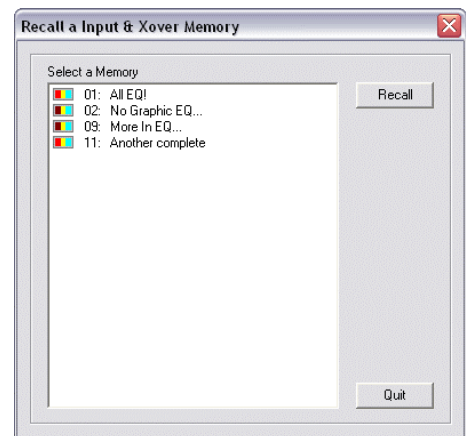 Recall a Input & Xover Memory
Select a Memory
01: All EQ!
02: No Graphic EQ...
09: More In EQ...
11: Another complete
Recall
Quit